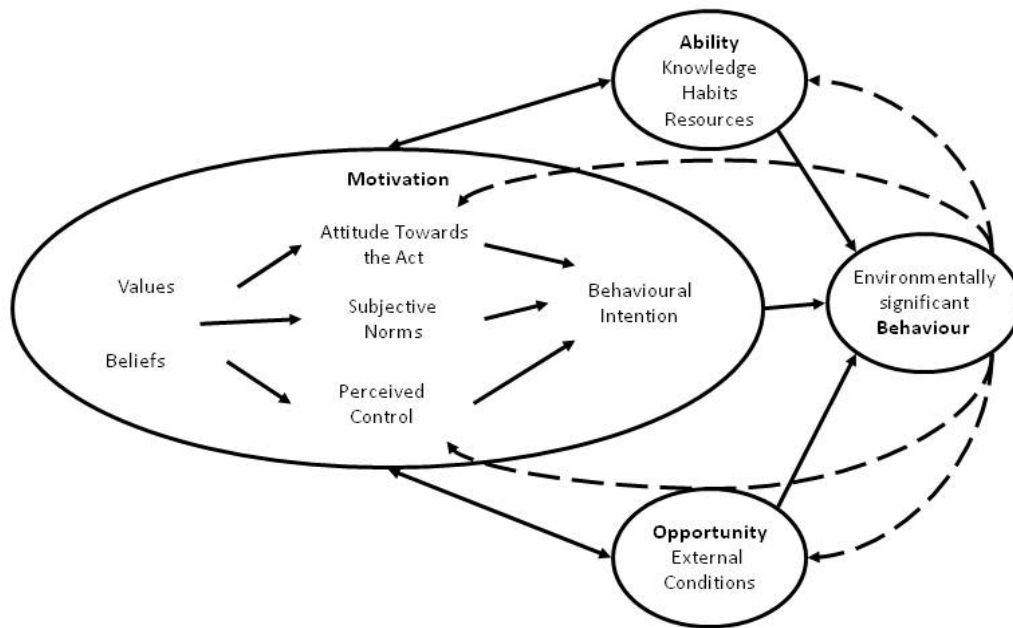 Ability
Knowledge
Habits
Resources
Motivation
Attitude Towards
the Act
Values
Subjective
Norms
Beliefs
Perceived
Control
Behavioural
Intention
Environmentally
significant
Behaviour
Opportunity
External
Conditions